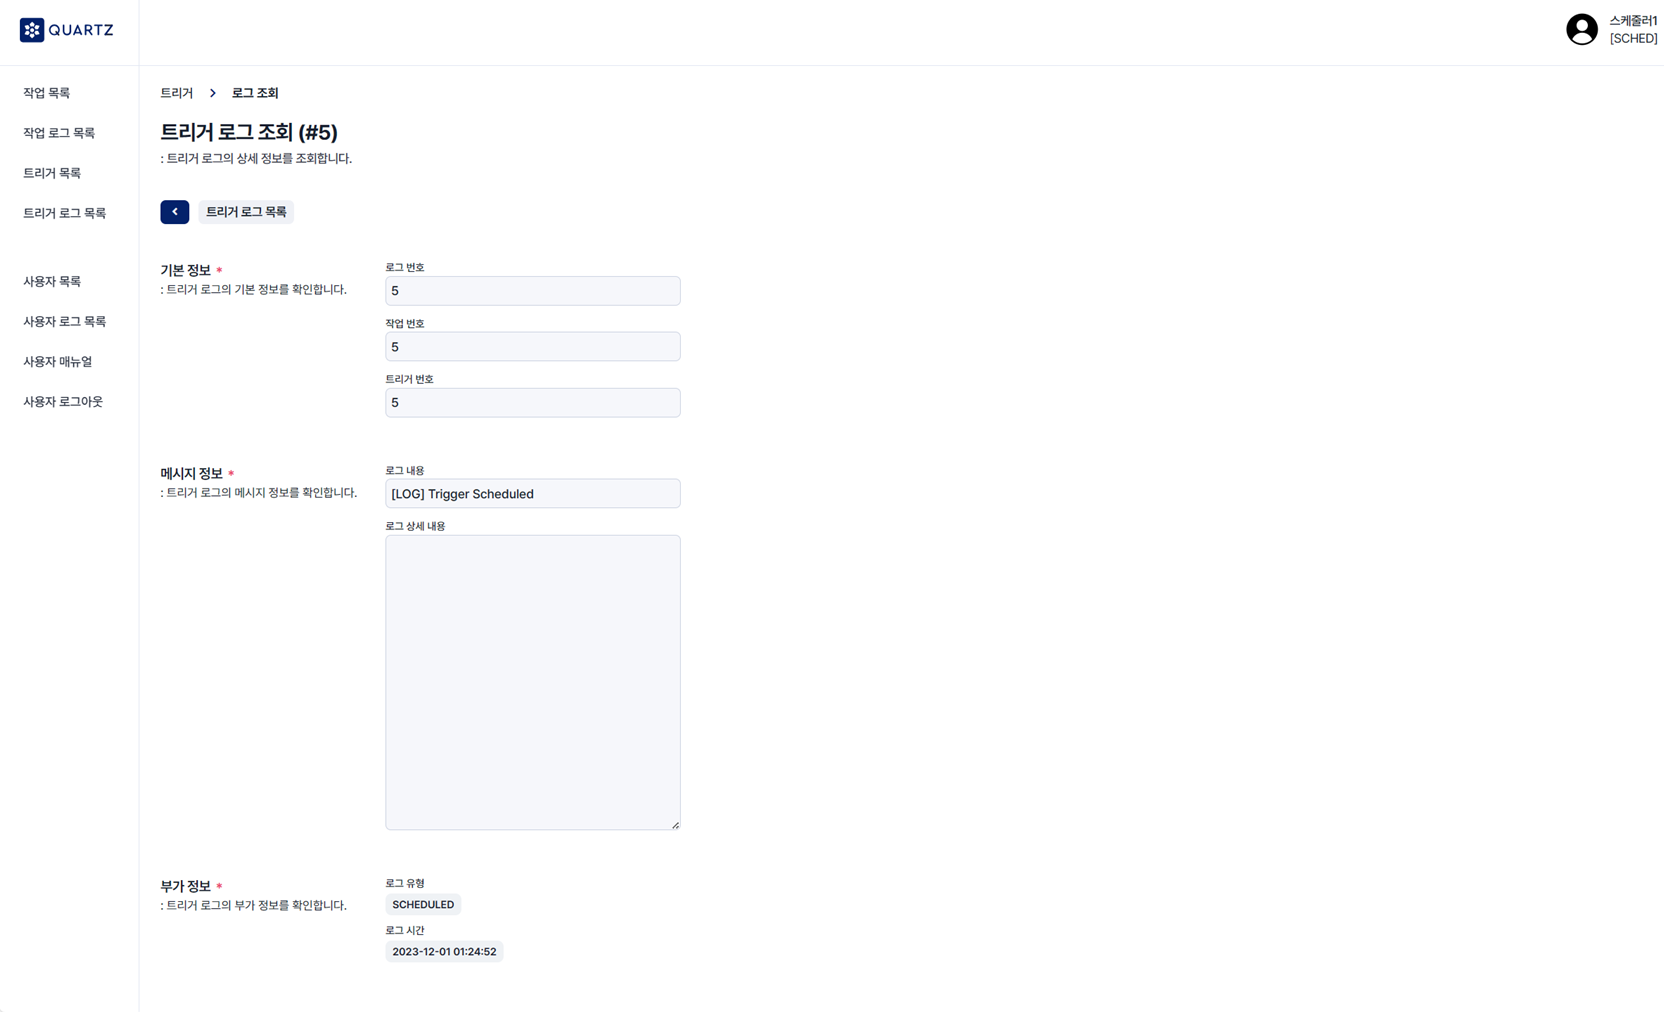 QUARTZ
스케줄러1
[SCHED]
작업 목록
작업 로그 목록
트리거 목록
트리거 로그 목록
사용자 목록
사용자 로그 목록
사용자 매뉴얼
사용자 로그아웃
트리거 > 로그 조회
트리거 로그 조회 (#5)
: 트리거 로그의 상세 정보를 조회합니다.
트리거 로그 목록
기본 정보 *
: 트리거 로그의 기본 정보를 확인합니다.
로그 번호
5
작업 번호
5
트리거 번호
5
메시지 정보 *
: 트리거 로그의 메시지 정보를 확인합니다.
로그 내용
[LOG] Trigger Scheduled
로그 상세 내용
부가 정보 *
: 트리거 로그의 부가 정보를 확인합니다.
로그 유형
SCHEDULED
로그 시간
2023-12-01 01:24:52